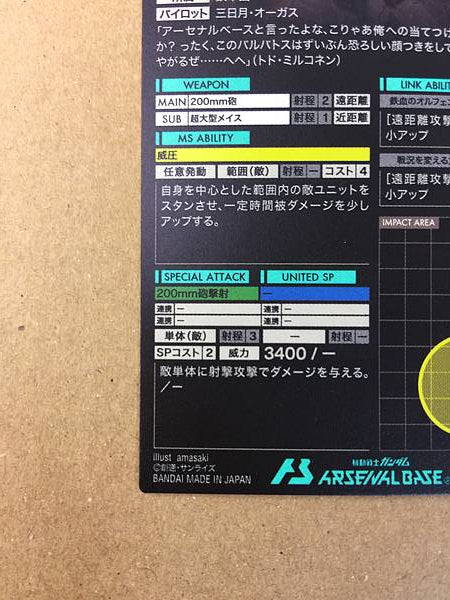 パイロット 三日月・オーガス
「アーセナルベースと言ったよな、こりゃあ俺への当てつけ
か? ったく、このバルバトスはずいぶん恐ろしい顔つきをして
やがるぜ……へへ」（トド・ミルコネン）
WEAPON
MAIN 200mm砲 射程 2 遠距離
SUB 超大型メイス 射程 1 近距離
MS ABILITY
威圧
任意発動 範囲(敵) 射程 － コスト 4
自身を中心とした範囲内の敵ユニットを
スタンさせ、一定時間被ダメージを少し
アップする。
LINK ABILI
鉄血のオルフェン
[遠距離攻撃
小アップ
戦況を変える
[遠距離攻撃
小アップ
IMPACT AREA
SPECIAL ATTACK UNITED SP
200mm砲撃射 －
連携 － 連携 －
連携 － 連携 －
単体(敵) 射程 3 － 射程 －
SPコスト 2 威力 3400 / －
敵単体に射撃攻撃でダメージを与える。
/－
illust amasaki
©創通・サンライズ
BANDAI MADE IN JAPAN
機動戦士ガンダム
ARSENAL BASE